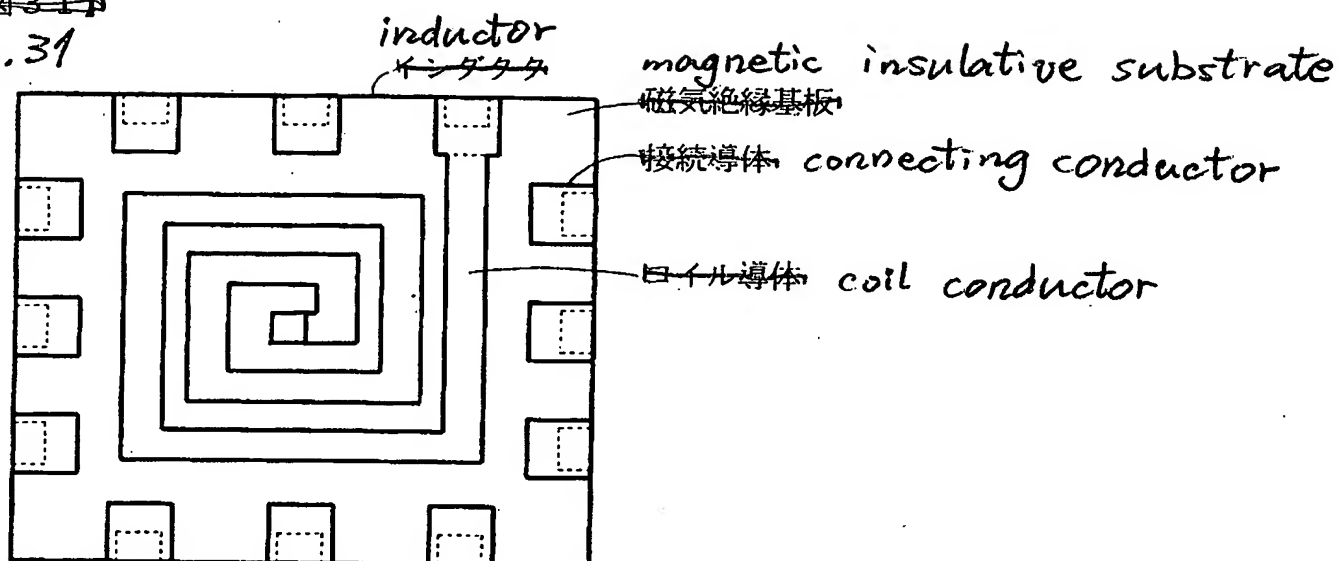 .31
inductor
インダクタ
magnetic insulative substrate
磁気絶縁基板
接続導体 connecting conductor
コイル導体 coil conductor